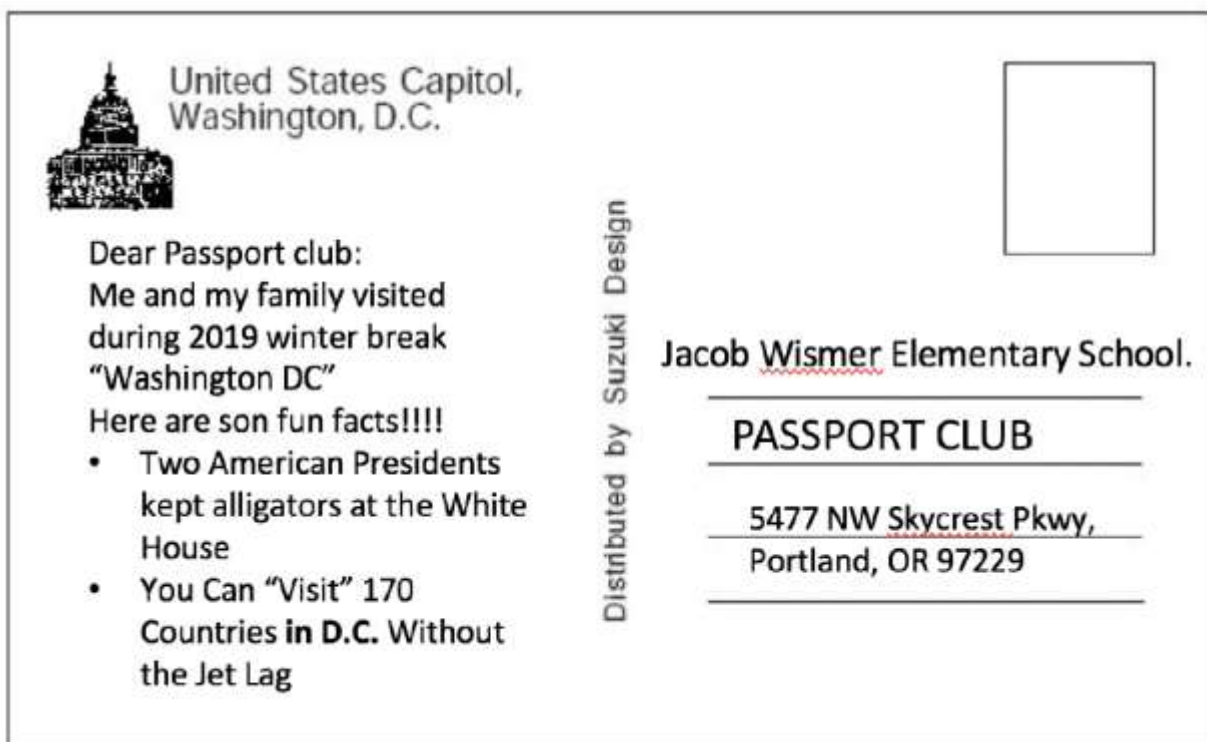 United States Capitol,
Washington, D.C.
Dear Passport club:
Me and my family visited
during 2019 winter break
“Washington DC”
Here are son fun facts!!!!
• Two American Presidents
kept alligators at the White
House
• You Can “Visit” 170
Countries in D.C. Without
the Jet Lag
Distributed by Suzuki Design
Jacob Wismer Elementary School.
PASSPORT CLUB
5477 NW Skycrest Pkwy,
Portland, OR 97229